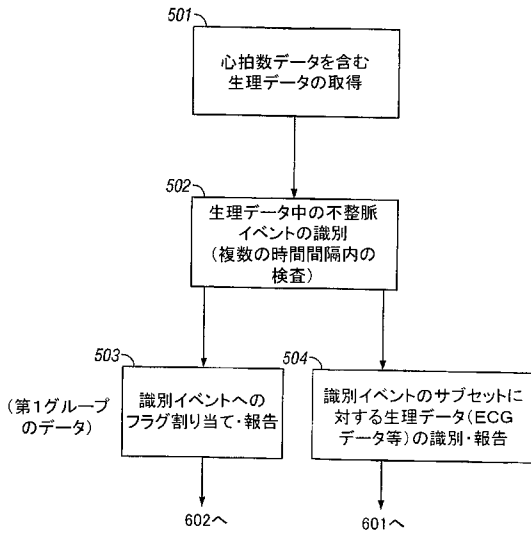 501
心拍数データを含む
生理データの取得
502
生理データ中の不整脈
イベントの識別
(複数の時間間隔内の
検査)
503
(第1グループ
のデータ)
識別イベントへの
フラグ割り当て・報告
504
識別イベントのサブセットに
対する生理データ(ECG
データ等)の識別・報告
602へ
601へ